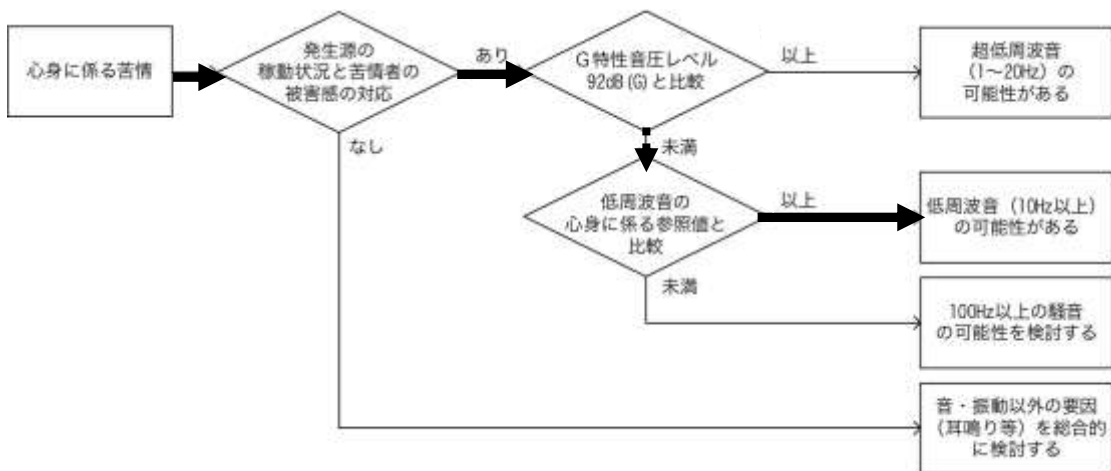 心身に係る苦情
発生源の
稼動状況と苦情者の
被害感の対応
あり
なし
G特性音圧レベル
92dB(G)と比較
以上
未満
超低周波音
(1~20Hz)の
可能性がある
低周波音の
心身に係る参照値と
比較
以上
未満
低周波音(10Hz以上)
の可能性がある
100Hz以上の騒音
の可能性を検討する
音・振動以外の要因
(耳鳴り等)を総合的
に検討する